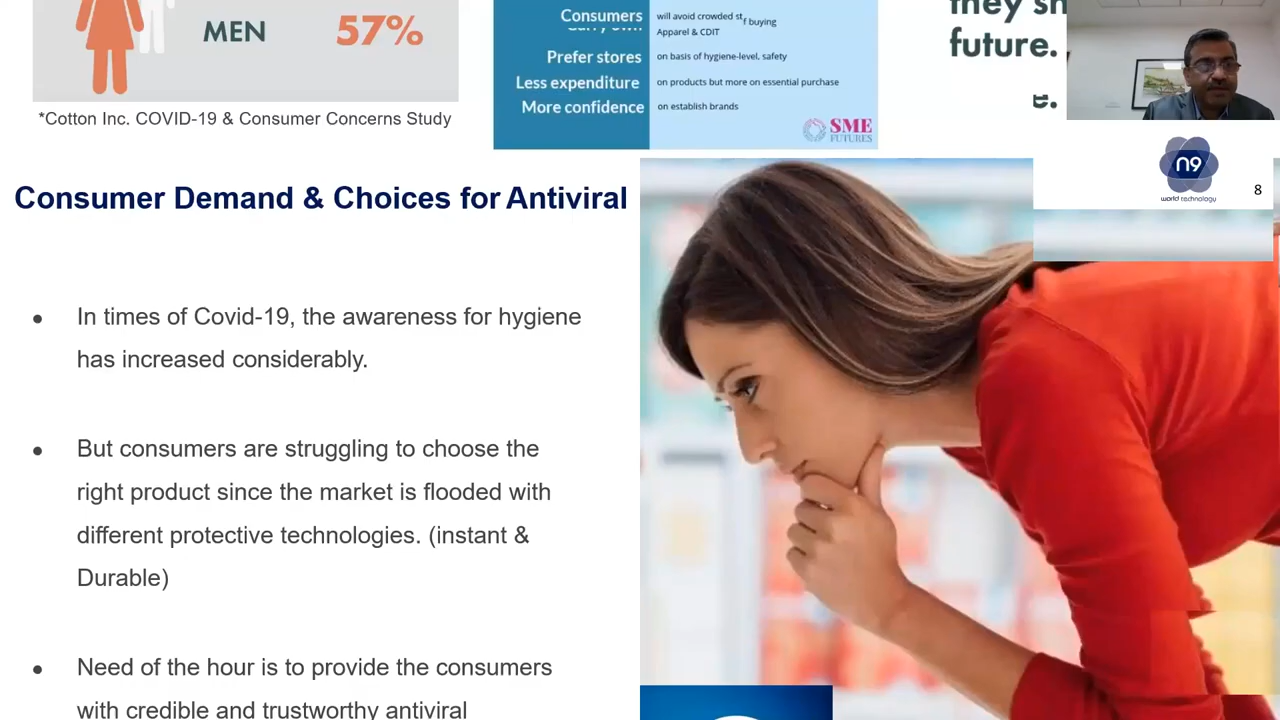 MEN 57%
*Cotton Inc. COVID-19 & Consumer Concerns Study
Consumers will avoid crowded st
f buying
Apparel & CDIT
Prefer stores on basis of hygiene-level, safety
Less expenditure on products but more on essential purchase
More confidence on establish brands
SME
FUTURES
future.
e.
n9
world technology
8
Consumer Demand & Choices for Antiviral
• In times of Covid-19, the awareness for hygiene
has increased considerably.
• But consumers are struggling to choose the
right product since the market is flooded with
different protective technologies. (instant &
Durable)
• Need of the hour is to provide the consumers
with credible and trustworthy antiviral